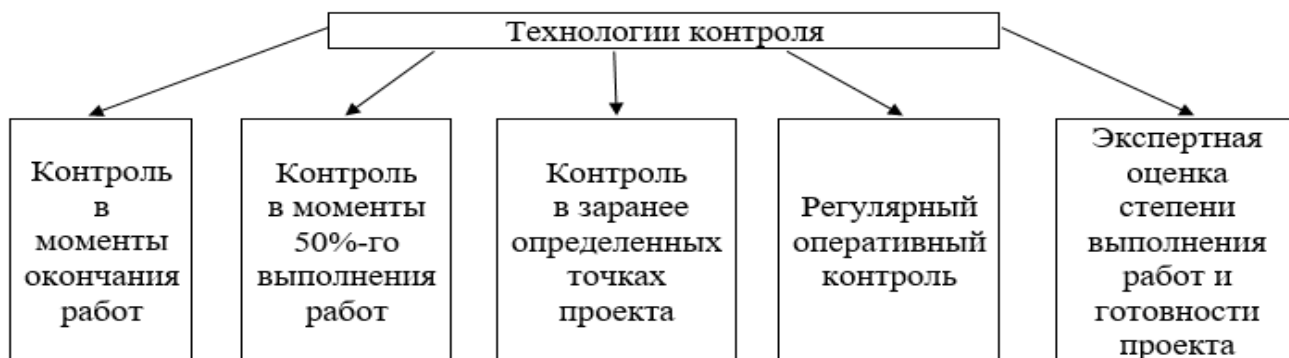 Технологии контроля
Контроль
в
моменты
окончания
работ
Контроль
в моменты
50%-го
выполнения
работ
Контроль
в заранее
определенных
точках
проекта
Регулярный
оперативный
контроль
Экспертная
оценка
степени
выполнения
работ и
готовности
проекта